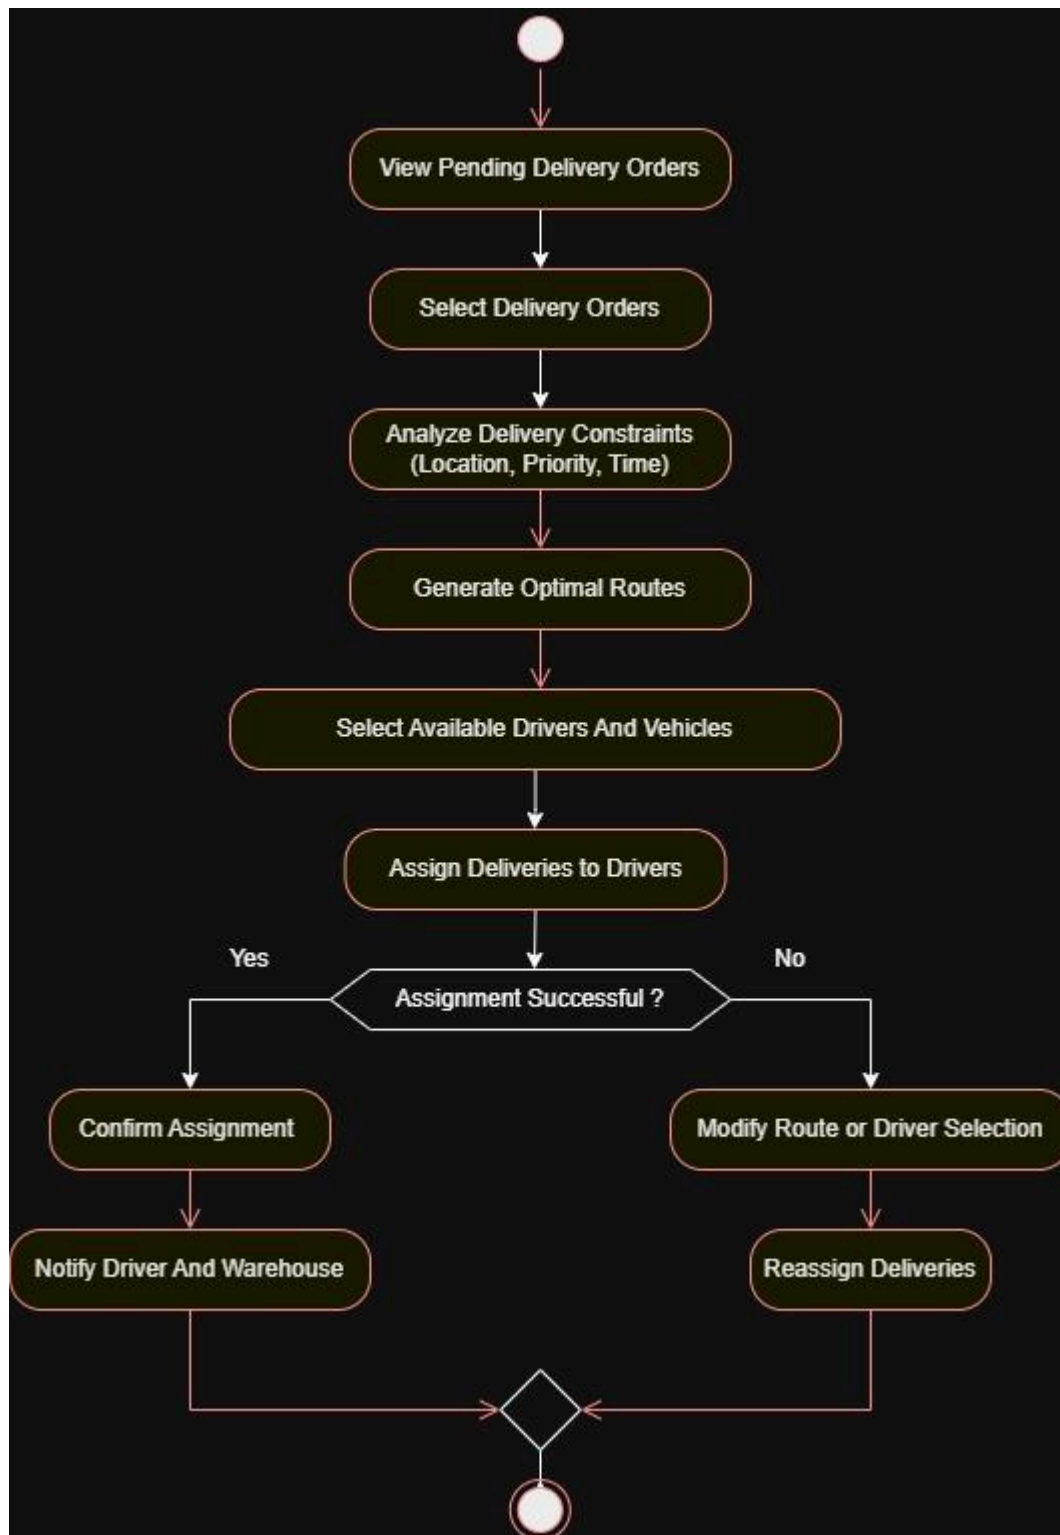 View Pending Delivery Orders
Select Delivery Orders
Analyze Delivery Constraints
(Location, Priority, Time)
Generate Optimal Routes
Select Available Drivers And Vehicles
Assign Deliveries to Drivers
Yes
No
Assignment Successful ?
Confirm Assignment
Modify Route or Driver Selection
Notify Driver And Warehouse
Reassign Deliveries